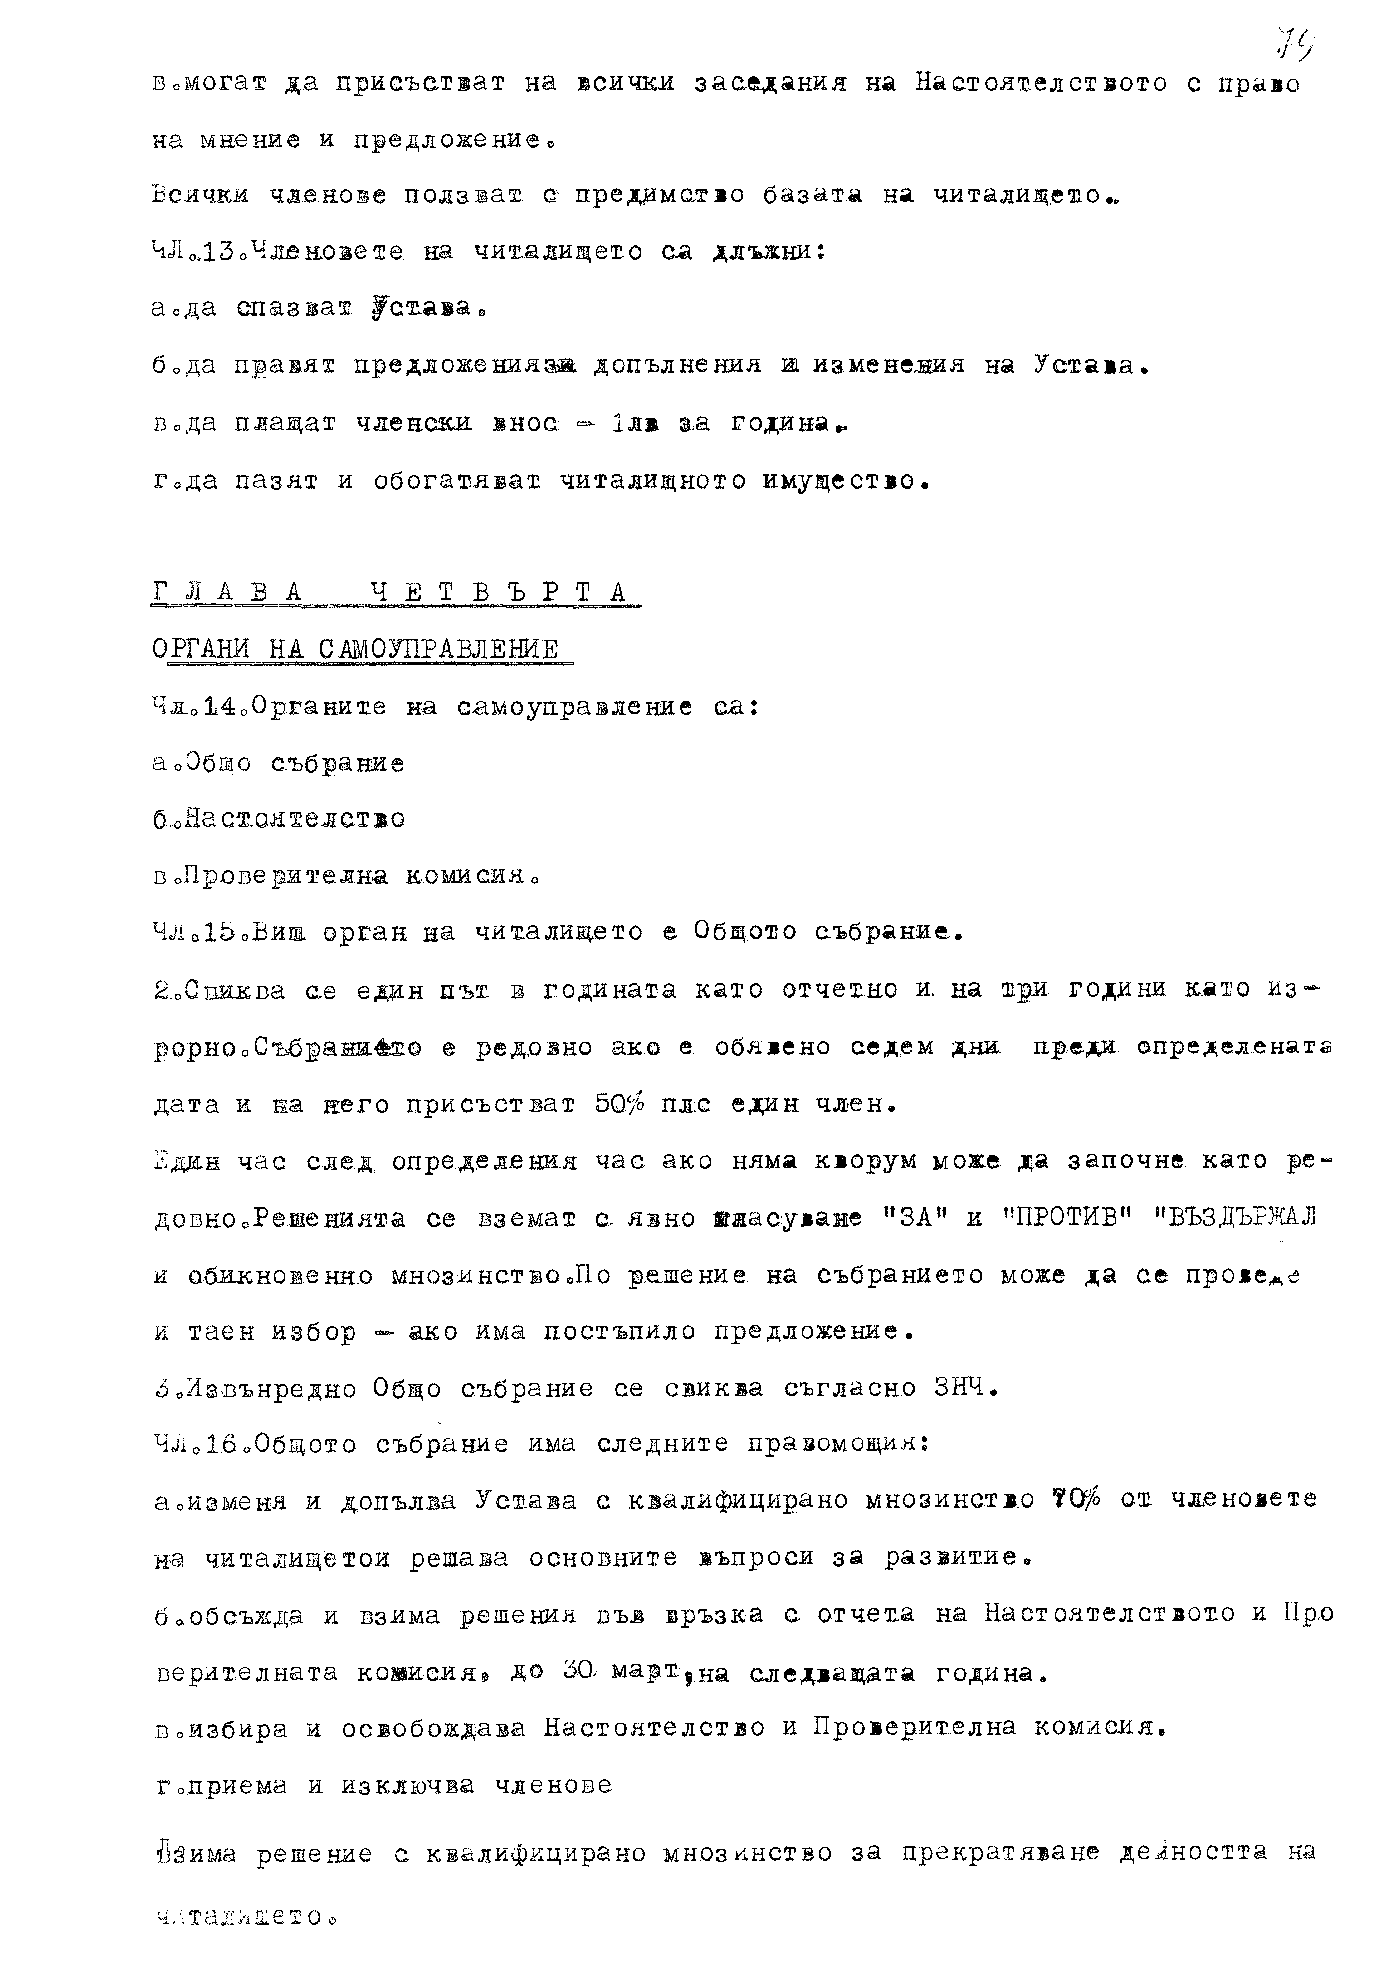 79
в.могат да присъстват на всички заседания на Настоятелството с право
на мнение и предложение.
Всички членове ползват с предимство базата на читалището..
ЧЛ.13.Членовете на читалището са длъжни:
а.да спазват Устава.
б.да правят предложенияза допълнения и изменения на Устава.
в.да плащат членски внос - 1лв за година.
г.да пазят и обогатяват читалищното имущество.
ГЛАВА ЧЕТВЪРТА
ОРГАНИ НА САМОУПРАВЛЕНИЕ
Чл.14.Органите на самоуправление са:
а.Общо събрание
б.Настоятелство
в.Проверителна комисия.
Чл.15.Виш орган на читалището е Общото събрание.
2.Свиква се един път в годината като отчетно и на три години като из-
рорно.Събранието е редовно ако е обявено седем дни преди определената
дата и на него присъстват 50% плс един член.
Един час след определения час ако няма кворум може да започне като ре-
довно.Решенията се вземат с явно гласуване "ЗА" и "ПРОТИВ" "ВЪЗДЪРЖАЛ
и обикновенно мнозинство.По решение на събранието може да се проведе
и таен избор - ако има постъпило предложение.
3.Извънредно Общо събрание се свиква съгласно ЗНЧ.
Чл.16.Общото събрание има следните правомощия:
а.изменя и допълва Устава с квалифицирано мнозинство 70% от членовете
на читалищетои решава основните въпроси за развитие.
б.обсъжда и взима решения във връзка с отчета на Настоятелството и Про
верителната комисия. до 30 март,на следващата година.
в.избира и освобождава Настоятелство и Проверителна комисия.
г.приема и изключва членове
Взима решение с квалифицирано мнозинство за прекратяване дейността на
читалището.